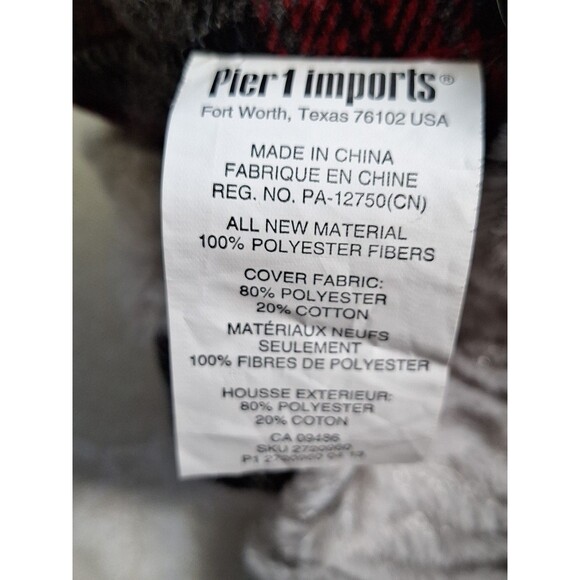 Pier 1 imports®
Fort Worth, Texas 76102 USA
MADE IN CHINA
FABRIQUE EN CHINE
REG. NO. PA-12750(CN)
ALL NEW MATERIAL
100% POLYESTER FIBERS
COVER FABRIC:
80% POLYESTER
20% COTTON
MATÉRIAUX NEUFS
SEULEMENT
100% FIBRES DE POLYESTER
HOUSSE EXTERIEUR:
80% POLYESTER
20% COTON
CA 09486
SKU
P1